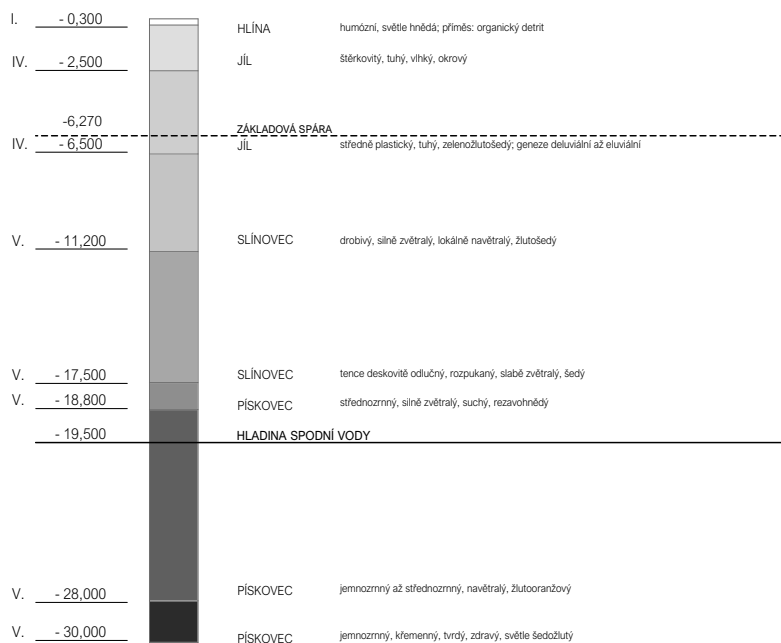 I. - 0,300 HLÍNA humózní, světle hnědá; příměs: organický detrit
IV. - 2,500 JÍL štěrkovitý, tuhý, vlhký, okrový
-6,270 ZÁKLADOVÁ SPÁRA
IV. - 6,500 JÍL středně plastický, tuhý, zelenožlutošedý; geneze deluviální až eluviální
V. - 11,200 SLÍNOVEC drobivý, silně zvětralý, lokálně navětralý, žlutošedý
V. - 17,500 SLÍNOVEC tence deskovitě odlučný, rozpukaný, slabě zvětralý, šedý
V. - 18,800 PÍSKOVEC střednozrnný, silně zvětralý, suchý, rezavohnědý
- 19,500 HLADINA SPODNÍ VODY
V. - 28,000 PÍSKOVEC jemnozrnný až střednozrnný, navětralý, žlutooranžový
V. - 30,000 PÍSKOVEC jemnozrnný, křemenný, tvrdý, zdravý, světle šedožlutý